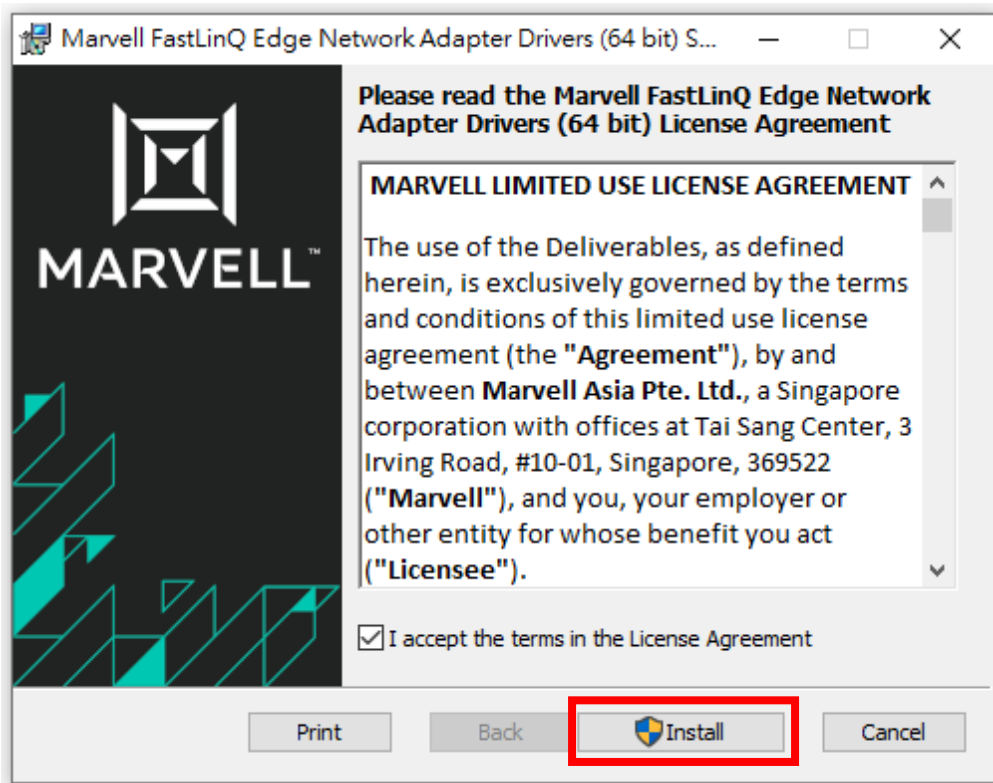 Marvell FastLinQ Edge Network Adapter Drivers (64 bit) S...
MARVELL™
Please read the Marvell FastLinQ Edge Network
Adapter Drivers (64 bit) License Agreement
MARVELL LIMITED USE LICENSE AGREEMENT
The use of the Deliverables, as defined
herein, is exclusively governed by the terms
and conditions of this limited use license
agreement (the "Agreement"), by and
between Marvell Asia Pte. Ltd., a Singapore
corporation with offices at Tai Sang Center, 3
Irving Road, #10-01, Singapore, 369522
("Marvell"), and you, your employer or
other entity for whose benefit you act
("Licensee").
I accept the terms in the License Agreement
Print Back Install Cancel